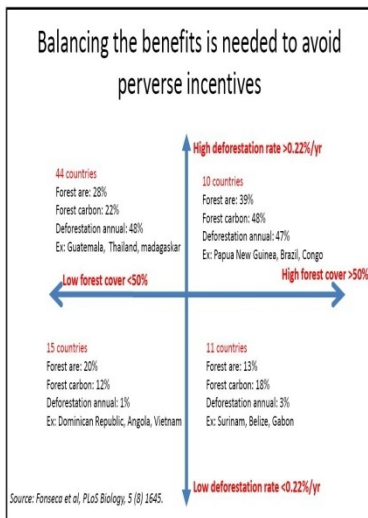 Balancing the benefits is needed to avoid
perverse incentives
High deforestation rate >0.22%/yr
44 countries
Forest are: 28%
Forest carbon: 22%
Deforestation annual: 48%
Ex: Guatemala, Thailand, madagaskar
10 countries
Forest are: 39%
Forest carbon: 48%
Deforestation annual: 47%
Ex: Papua New Guinea, Brazil, Congo
Low forest cover <50%
High forest cover >50%
15 countries
Forest are: 20%
Forest carbon: 12%
Deforestation annual: 1%
Ex: Dominican Republic, Angola, Vietnam
11 countries
Forest are: 13%
Forest carbon: 18%
Deforestation annual: 3%
Ex: Surinam, Belize, Gabon
Low deforestation rate <0.22%/yr
Source: Fonseca et al, PLoS Biology, 5 (8) 1645.